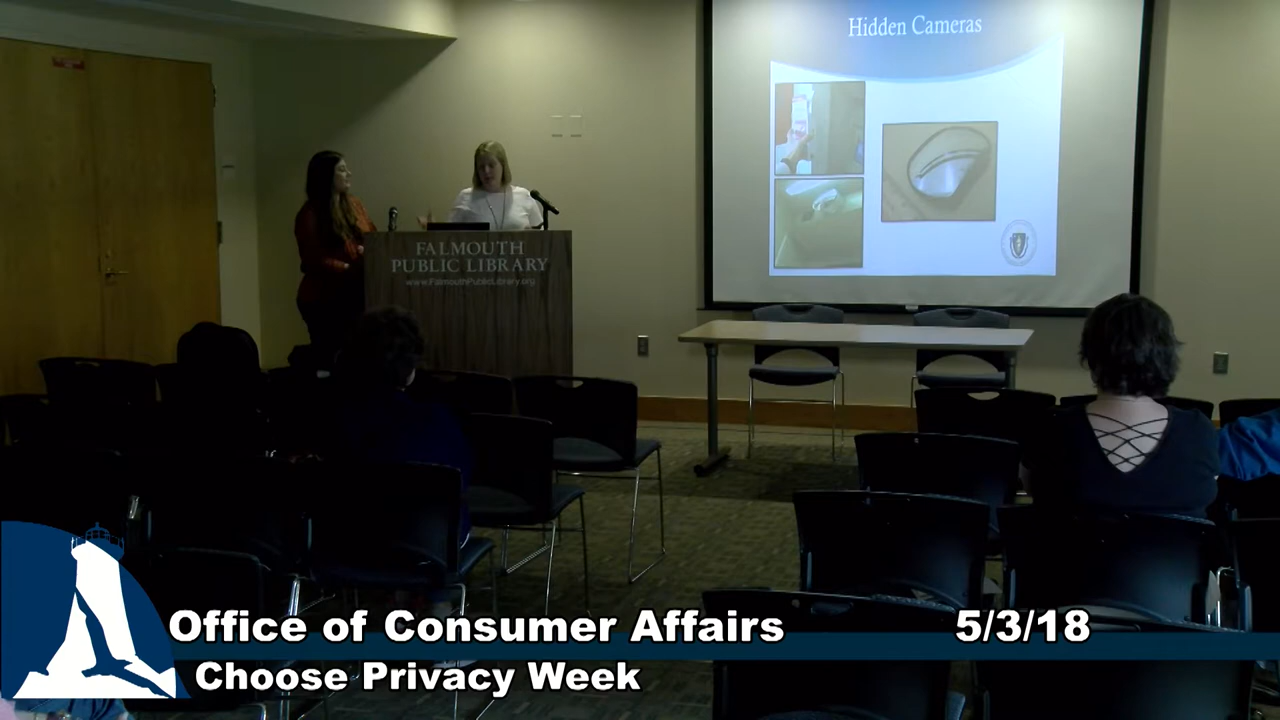 Hidden Cameras
FALMOUTH
PUBLIC LIBRARY
www.FalmouthPublicLibrary.org
Office of Consumer Affairs 5/3/18
Choose Privacy Week